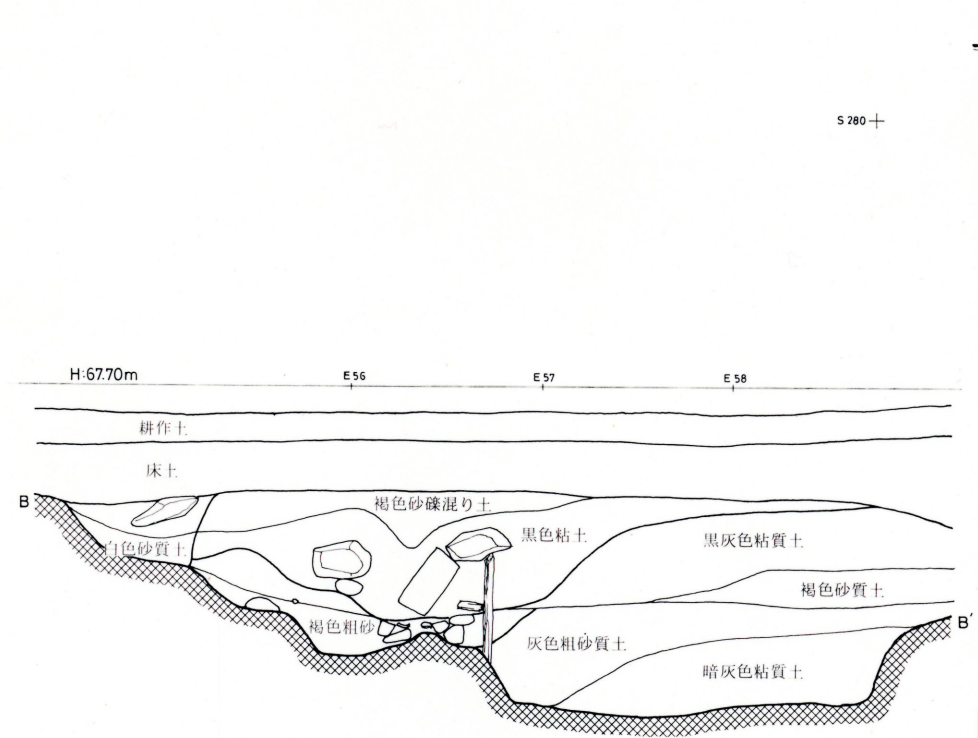 S 280
H:67.70m
E 56
E 57
E 58
耕作土
床土
B
褐色砂礫混り土
黒色粘土
黒灰色粘質土
白色砂質土
褐色砂質土
褐色粗砂
灰色粗砂質土
B′
暗灰色粘質土